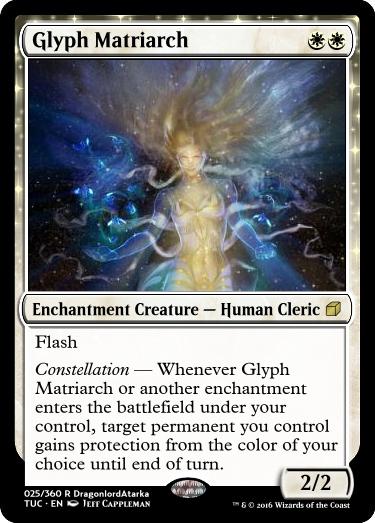 Glyph Matriarch
Enchantment Creature — Human Cleric
Flash
Constellation — Whenever Glyph
Matriarch or another enchantment
enters the battlefield under your
control, target permanent you control
gains protection from the color of your
choice until end of turn.
025/360 R DragonlordAtarka
TUC • EN Jeff Cappleman
2/2
™ & © 2016 Wizards of the Coast